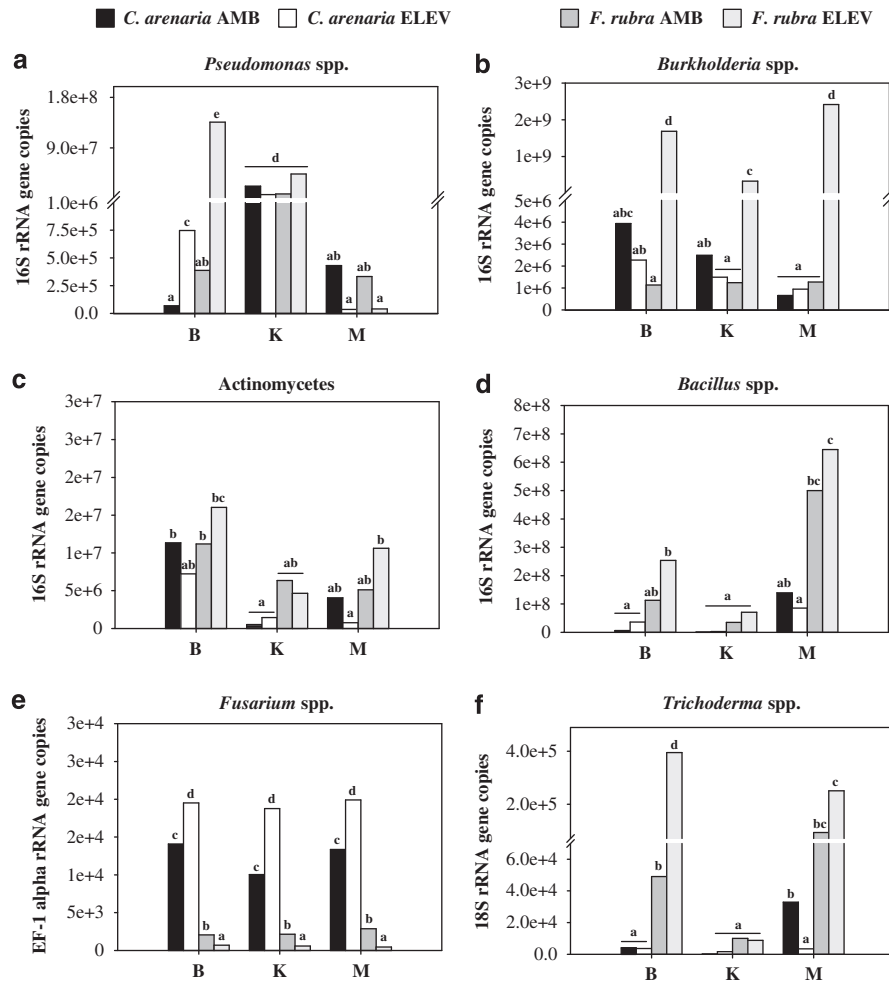 C. arenaria AMB C. arenaria ELEV F. rubra AMB F. rubra ELEV
a Pseudomonas spp.
16S rRNA gene copies
1.8e+8
9.0e+7
1.0e+6
7.5e+5
5.0e+5
2.5e+5
0.0
a c ab e
d
ab a ab a
B K M
b Burkholderia spp.
16S rRNA gene copies
3e+9
2e+9
1e+9
5e+6
4e+6
3e+6
2e+6
1e+6
0
abc ab a d
ab a c
a d
B K M
c Actinomycetes
16S rRNA gene copies
3e+7
3e+7
2e+7
2e+7
1e+7
5e+6
0
b ab b bc
a ab
ab a ab b
B K M
d Bacillus spp.
16S rRNA gene copies
8e+8
7e+8
6e+8
5e+8
4e+8
3e+8
2e+8
1e+8
0
a ab b
a
ab a bc c
B K M
e Fusarium spp.
EF-1 alpha rRNA gene copies
3e+4
3e+4
2e+4
2e+4
1e+4
5e+3
0
c d b a
c d b a
c d b a
B K M
f Trichoderma spp.
18S rRNA gene copies
4.0e+5
2.0e+5
6.0e+4
4.0e+4
2.0e+4
0.0
a b d
a
b a bc c
B K M